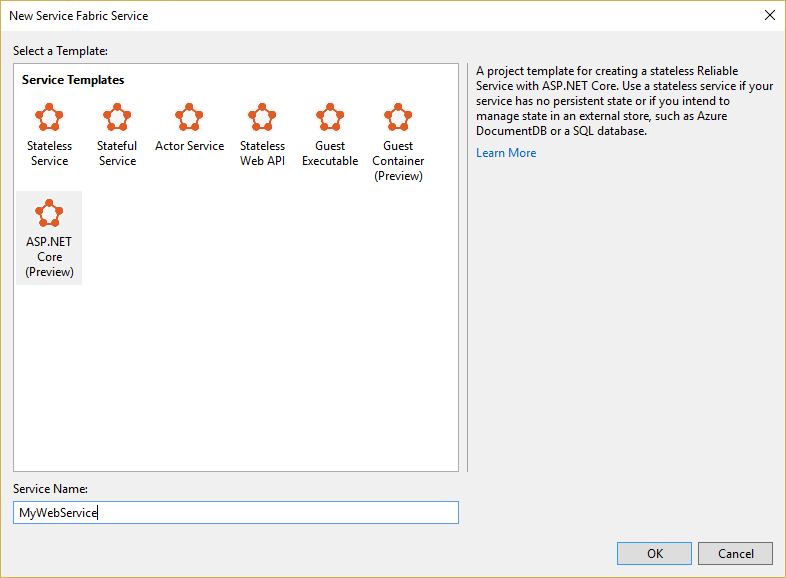 New Service Fabric Service
Select a Template:
Service Templates
Stateless
Service
Stateful
Service
Actor Service
Stateless
Web API
Guest
Executable
Guest
Container
(Preview)
ASP.NET
Core
(Preview)
A project template for creating a stateless Reliable
Service with ASP.NET Core. Use a stateless service if your
service has no persistent state or if you intend to
manage state in an external store, such as Azure
DocumentDB or a SQL database.
Learn More
Service Name:
MyWebService
OK
Cancel